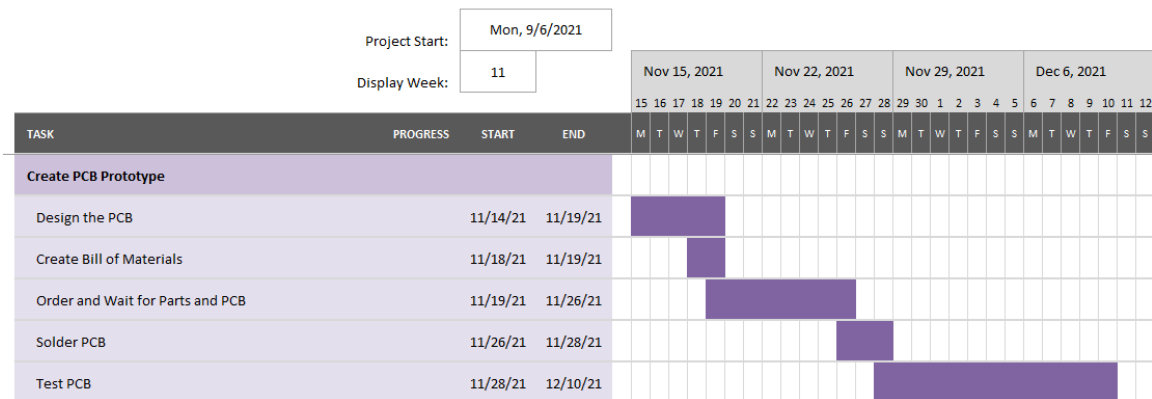 Project Start: Mon, 9/6/2021
Display Week: 11
Nov 15, 2021 Nov 22, 2021 Nov 29, 2021 Dec 6, 2021
15 16 17 18 19 20 21 22 23 24 25 26 27 28 29 30 1 2 3 4 5 6 7 8 9 10 11 12
TASK PROGRESS START END M T W T F S S M T W T F S S M T W T F S S M T W T F S S
Create PCB Prototype
Design the PCB 11/14/21 11/19/21
Create Bill of Materials 11/18/21 11/19/21
Order and Wait for Parts and PCB 11/19/21 11/26/21
Solder PCB 11/26/21 11/28/21
Test PCB 11/28/21 12/10/21